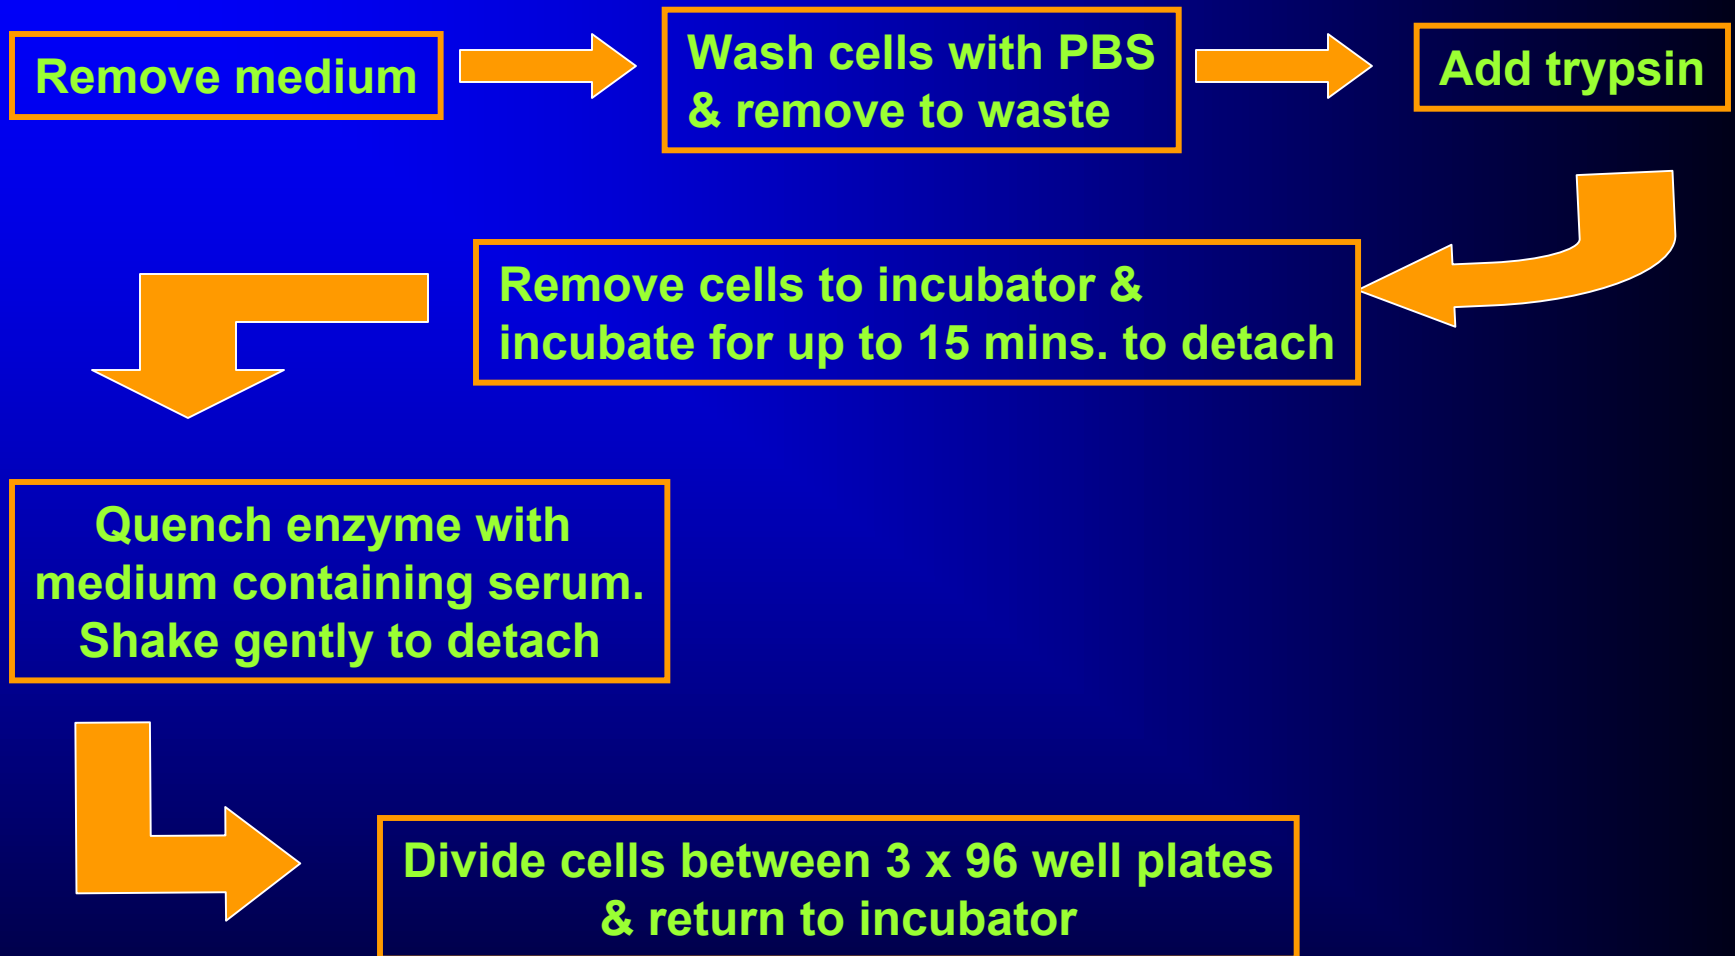 Remove medium
Wash cells with PBS
& remove to waste
Add trypsin
Remove cells to incubator &
incubate for up to 15 mins. to detach
Quench enzyme with
medium containing serum.
Shake gently to detach
Divide cells between 3 x 96 well plates
& return to incubator